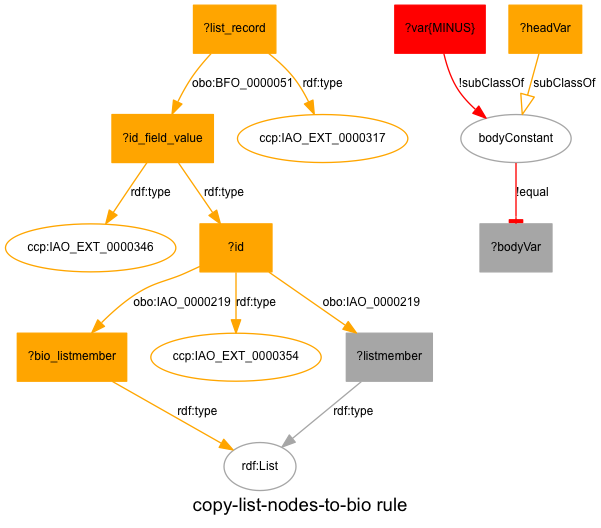 ?list_record
?var{MINUS}
?headVar
obo:BFO_0000051
rdf:type
!subClassOf
subClassOf
?id_field_value
ccp:IAO_EXT_0000317
bodyConstant
rdf:type
rdf:type
!equal
ccp:IAO_EXT_0000346
?id
?bodyVar
obo:IAO_0000219
rdf:type
obo:IAO_0000219
?bio_listmember
ccp:IAO_EXT_0000354
?listmember
rdf:type
rdf:type
rdf:List
copy-list-nodes-to-bio rule